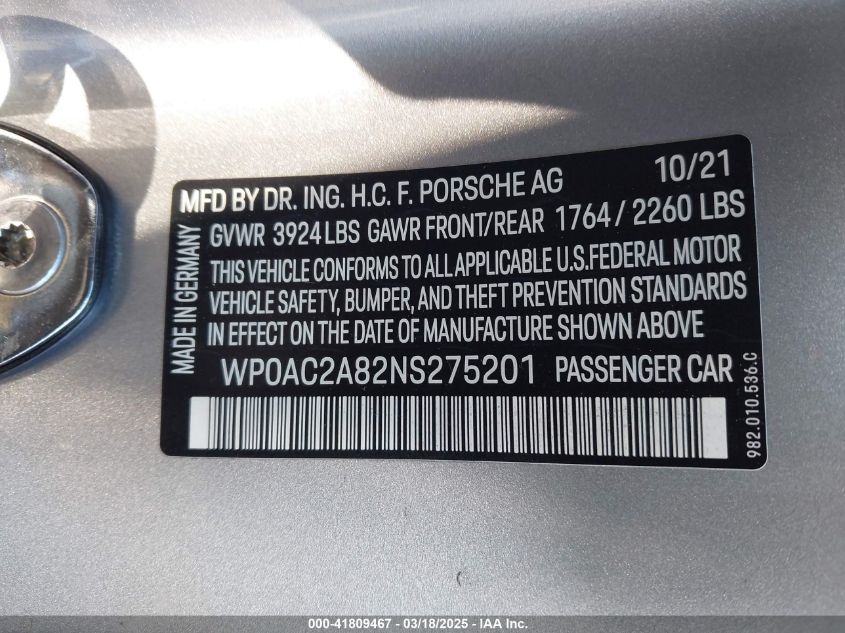 MFD BY DR. ING. H.C. F. PORSCHE AG 10/21
GVWR 3924 LBS GAWR FRONT/REAR 1764 / 2260 LBS
THIS VEHICLE CONFORMS TO ALL APPLICABLE U.S. FEDERAL MOTOR
VEHICLE SAFETY, BUMPER, AND THEFT PREVENTION STANDARDS
IN EFFECT ON THE DATE OF MANUFACTURE SHOWN ABOVE
WP0AC2A82NS275201 PASSENGER CAR
MADE IN GERMANY
982.010.536.C
000-41809467 - 03/18/2025 - IAA Inc.